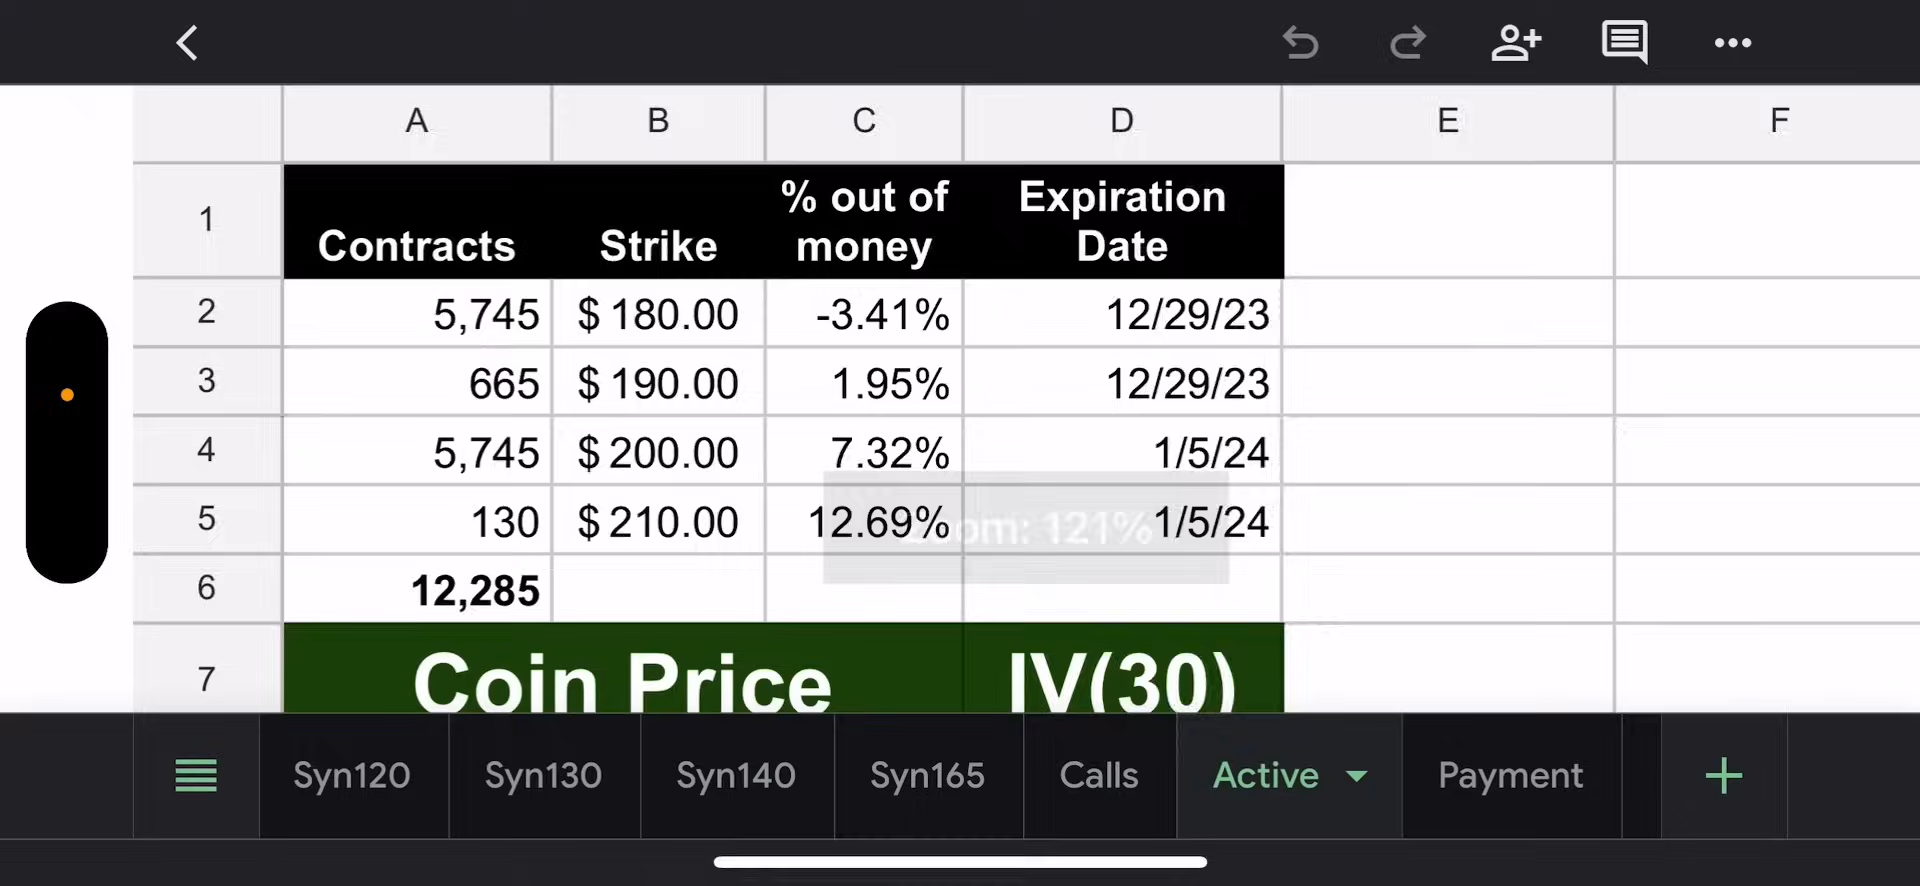 A B C D E F
1 Contracts Strike % out of money Expiration Date
2 5,745 $ 180.00 -3.41% 12/29/23
3 665 $ 190.00 1.95% 12/29/23
4 5,745 $ 200.00 7.32% 1/5/24
5 130 $ 210.00 12.69% 1/5/24
Zoom: 121%
6 12,285
7 Coin Price IV(30)
Syn120 Syn130 Syn140 Syn165 Calls Active Payment